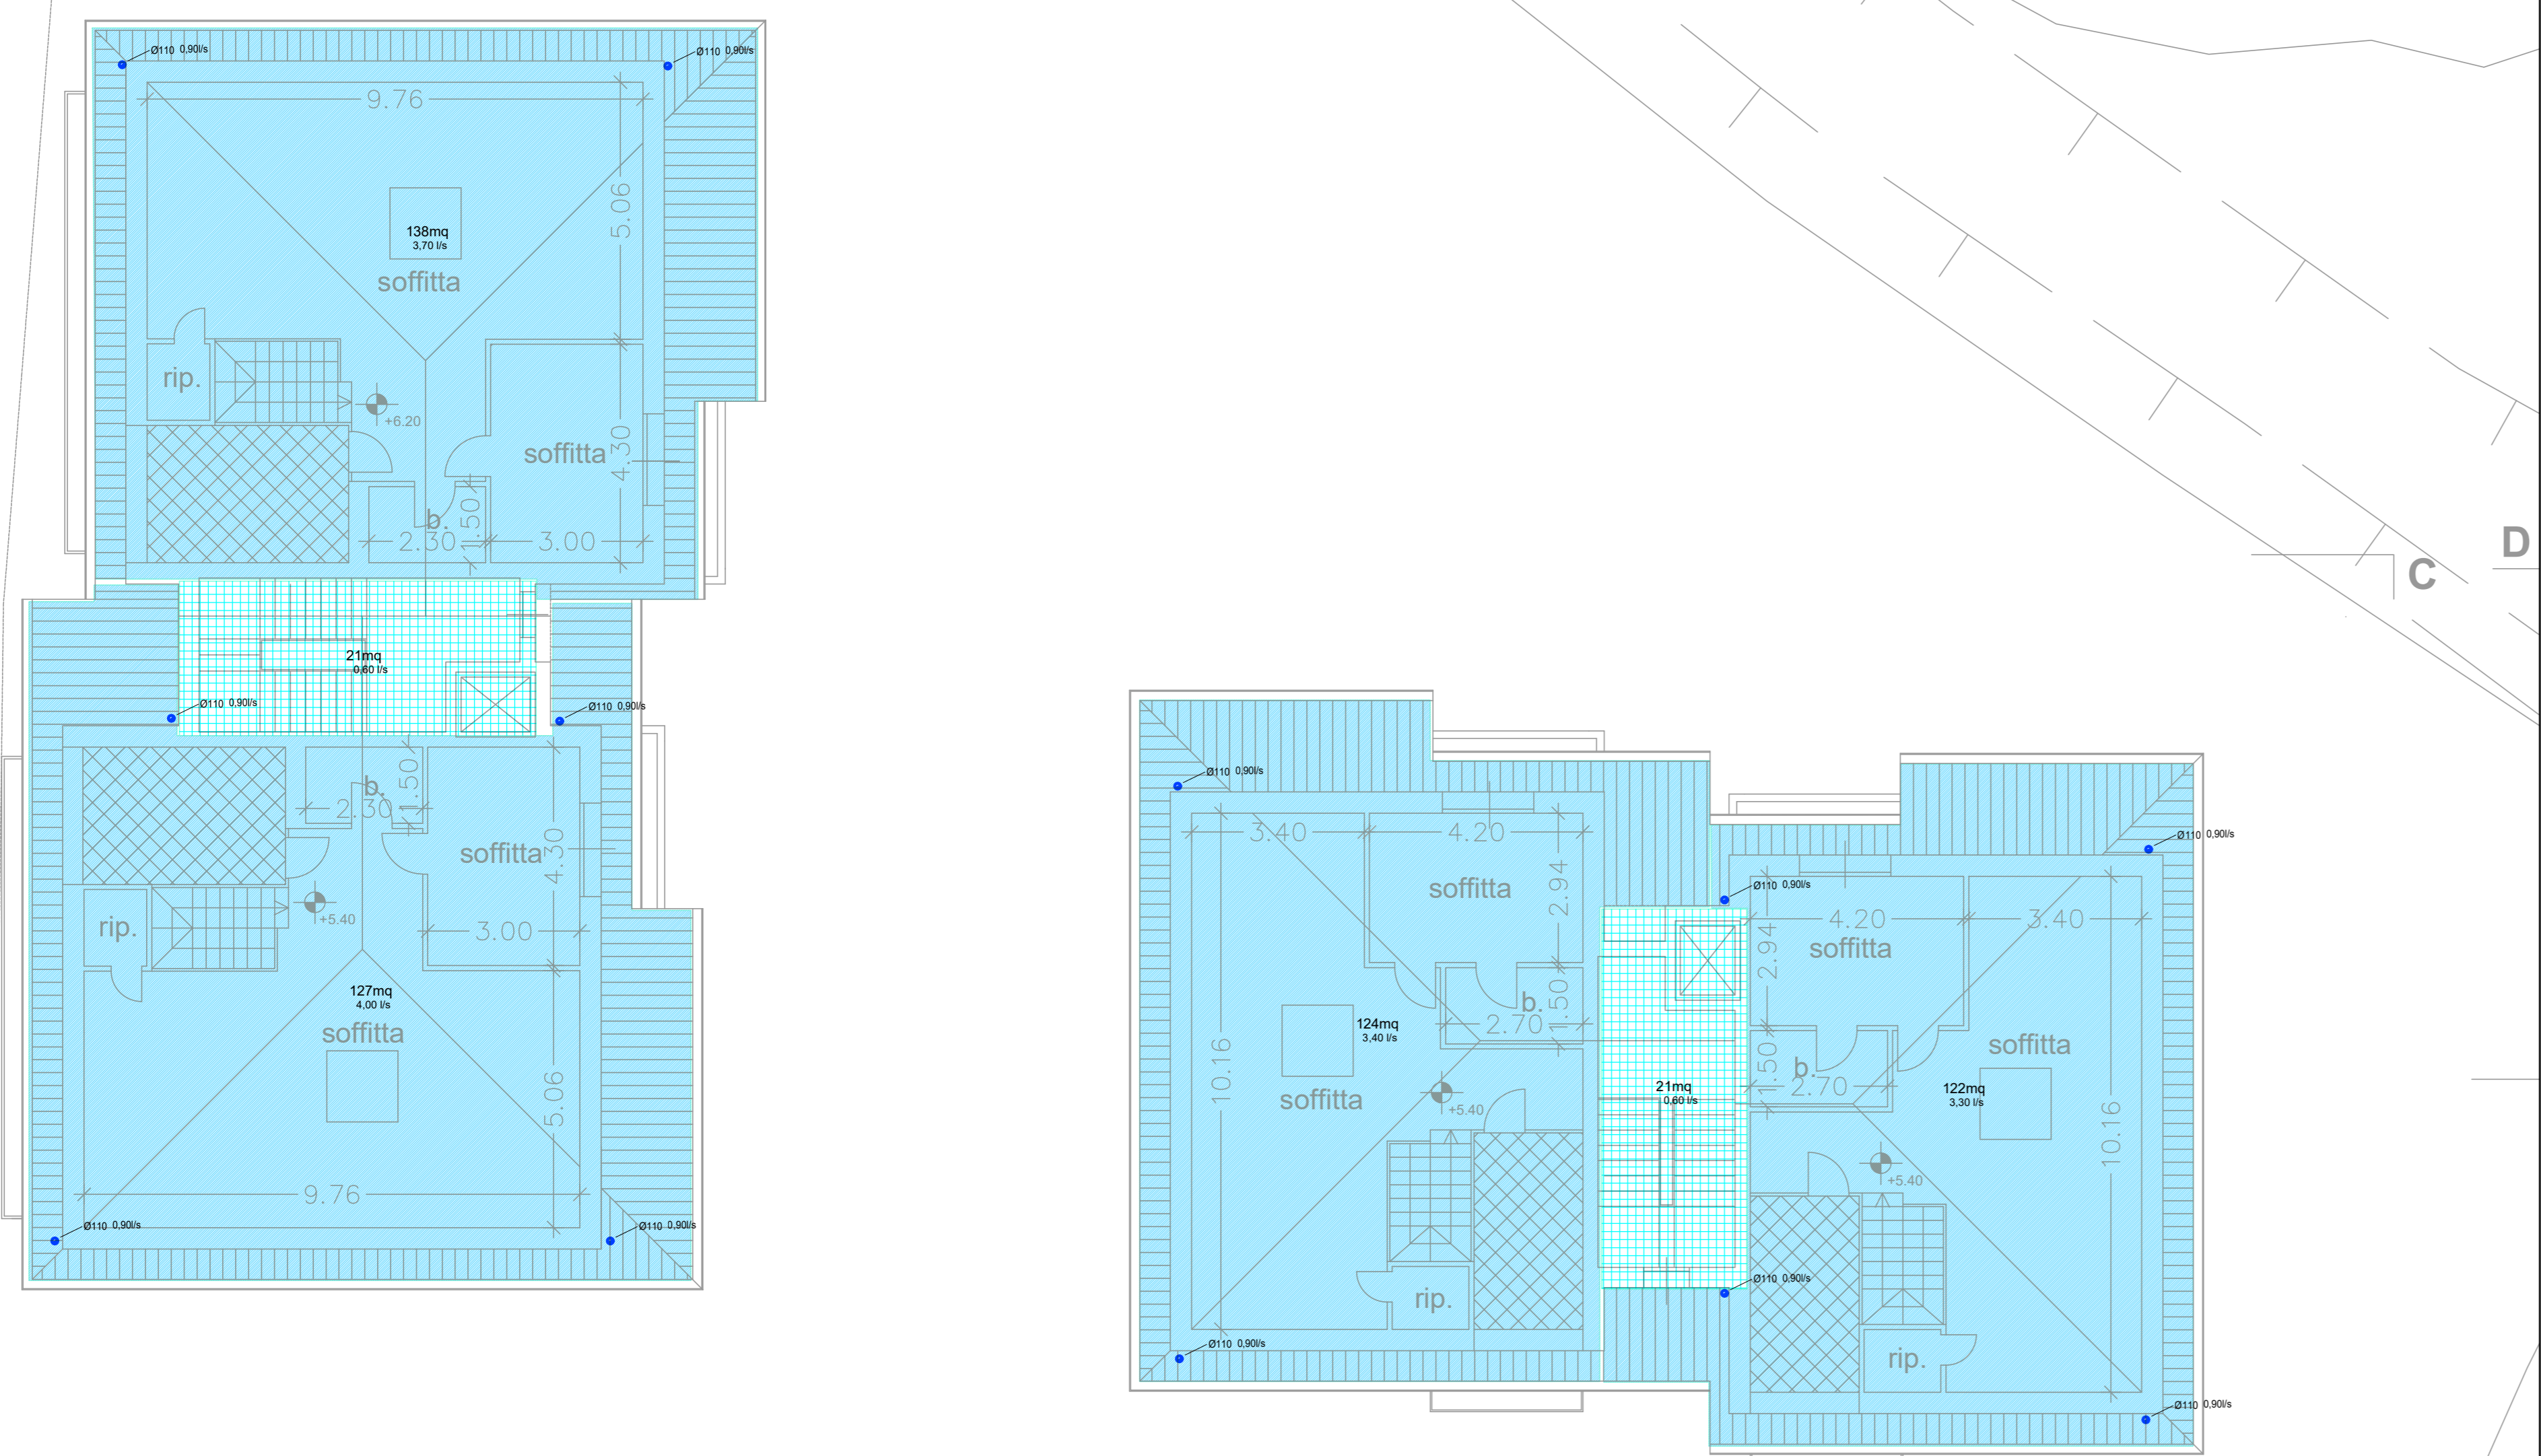 Ø110 0,90l/s
Ø110 0,90l/s
9.76
5.06
138mq
3,70 l/s
soffitta
rip.
+6.20
soffitta
4.30
b.
1.50
2.30
3.00
21mq
0,60 l/s
Ø110 0,90l/s
Ø110 0,90l/s
b.
1.50
2.30
soffitta
4.30
rip.
+5.40
3.00
127mq
4,00 l/s
soffitta
5.06
9.76
Ø110 0,90l/s
Ø110 0,90l/s
Ø110 0,90l/s
3.40
4.20
soffitta
2.94
b.
1.50
2.70
124mq
3,40 l/s
10.16
soffitta
+5.40
rip.
Ø110 0,90l/s
21mq
0,60 l/s
Ø110 0,90l/s
Ø110 0,90l/s
Ø110 0,90l/s
4.20
3.40
2.94
soffitta
soffitta
1.50
b.
2.70
122mq
3,30 l/s
10.16
+5.40
rip.
Ø110 0,90l/s
C
D